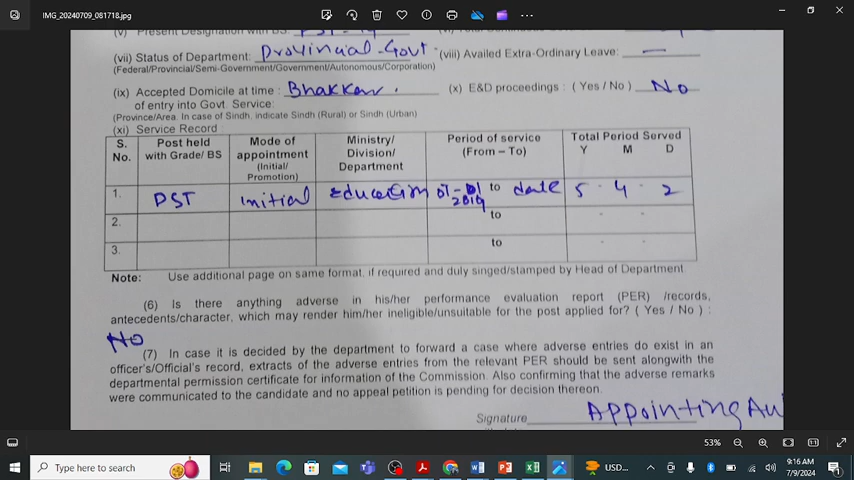 IMG_20240709_081718.jpg
(v) Present Designation with BS:
(vii) Status of Department: Provincial-Govt (viii) Availed Extra-Ordinary Leave: —
(Federal/Provincial/Semi-Government/Government/Autonomous/Corporation)
(ix) Accepted Domicile at time : Bhakkar. (x) E&D proceedings: ( Yes / No ) No
of entry into Govt. Service:
(Province/Area. In case of Sindh, indicate Sindh (Rural) or Sindh (Urban)
(xi) Service Record
S. No. Post held with Grade/ BS Mode of appointment (Initial/ Promotion) Ministry/ Division/ Department Period of service (From – To) Total Period Served Y M D
1. PST initial Education 01-01 2019 to date 5 - 4 - 2
2. to - -
3. to - -
Note: Use additional page on same format, if required and duly singed/stamped by Head of Department
(6) Is there anything adverse in his/her performance evaluation report (PER) /records,
antecedents/character, which may render him/her ineligible/unsuitable for the post applied for? ( Yes / No ) :
No
(7) In case it is decided by the department to forward a case where adverse entries do exist in an
officer's/Official's record, extracts of the adverse entries from the relevant PER should be sent alongwith the
departmental permission certificate for information of the Commission. Also confirming that the adverse remarks
were communicated to the candidate and no appeal petition is pending for decision thereon.
Appointing Au
Signature
53%
Type here to search
USD...
9:16 AM
7/9/2024